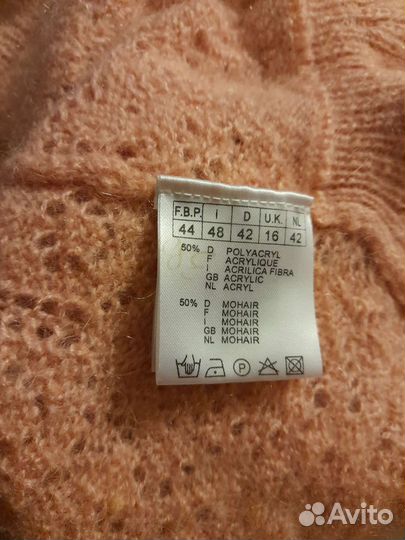 F.B.P. I D U.K. NL
44 48 42 16 42
50% D POLYACRYL
F ACRYLIQUE
I ACRILICA FIBRA
GB ACRYLIC
NL ACRYL
50% D MOHAIR
F MOHAIR
I MOHAIR
GB MOHAIR
NL MOHAIR
P
Avito